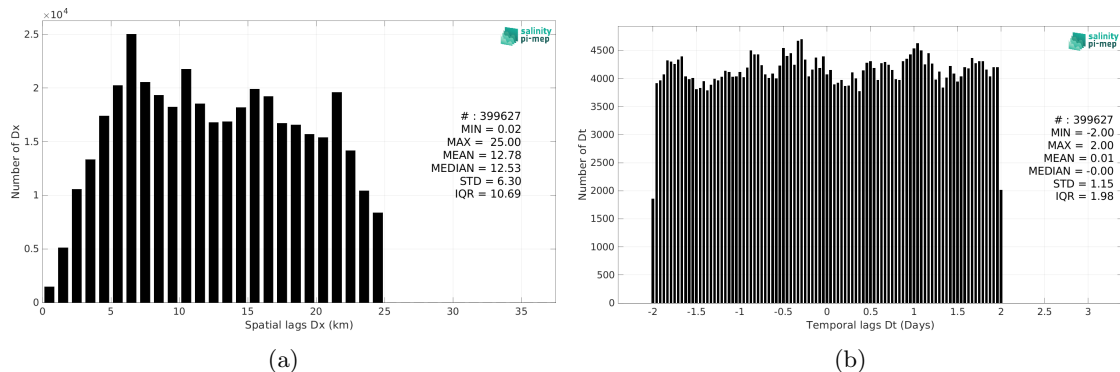 ×10⁴
2.5
2
1.5
1
0.5
0
Number of Dx
0 5 10 15 20 25 30 35
Spatial lags Dx (km)
salinity
pi-mep
# : 399627
MIN = 0.02
MAX = 25.00
MEAN = 12.78
MEDIAN = 12.53
STD = 6.30
IQR = 10.69
(a)
4500
4000
3500
3000
2500
2000
1500
1000
500
0
Number of Dt
-2 -1.5 -1 -0.5 0 0.5 1 1.5 2 2.5 3
Temporal lags Dt (Days)
salinity
pi-mep
# : 399627
MIN = -2.00
MAX = 2.00
MEAN = 0.01
MEDIAN = -0.00
STD = 1.15
IQR = 1.98
(b)